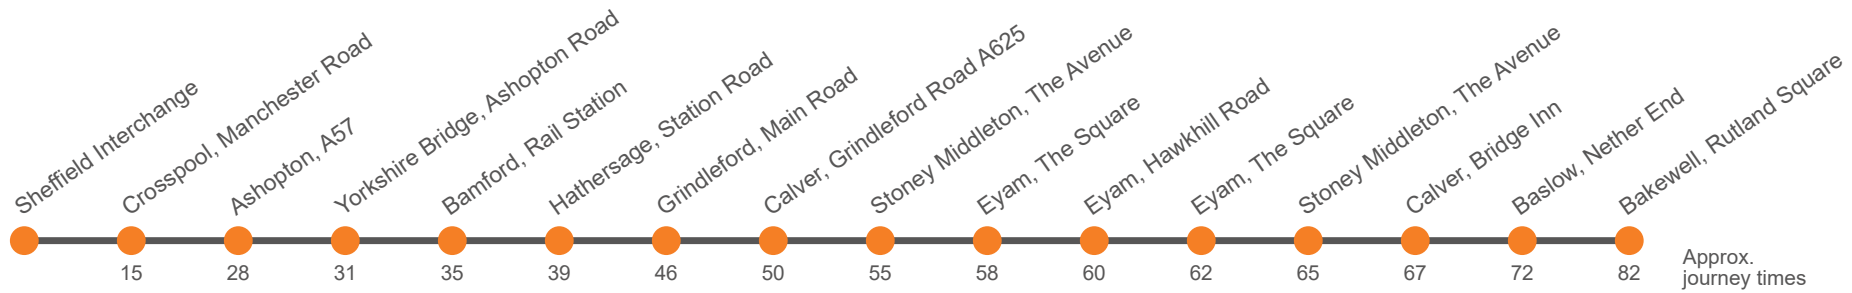 Sheffield Interchange
Crosspool, Manchester Road
Ashopton, A57
Yorkshire Bridge, Ashopton Road
Bamford, Rail Station
Hathersage, Station Road
Grindleford, Main Road
Calver, Grindleford Road A625
Stoney Middleton, The Avenue
Eyam, The Square
Eyam, Hawkhill Road
Eyam, The Square
Stoney Middleton, The Avenue
Calver, Bridge Inn
Baslow, Nether End
Bakewell, Rutland Square
15 28 31 35 39 46 50 55 58 60 62 65 67 72 82
Approx.
journey times